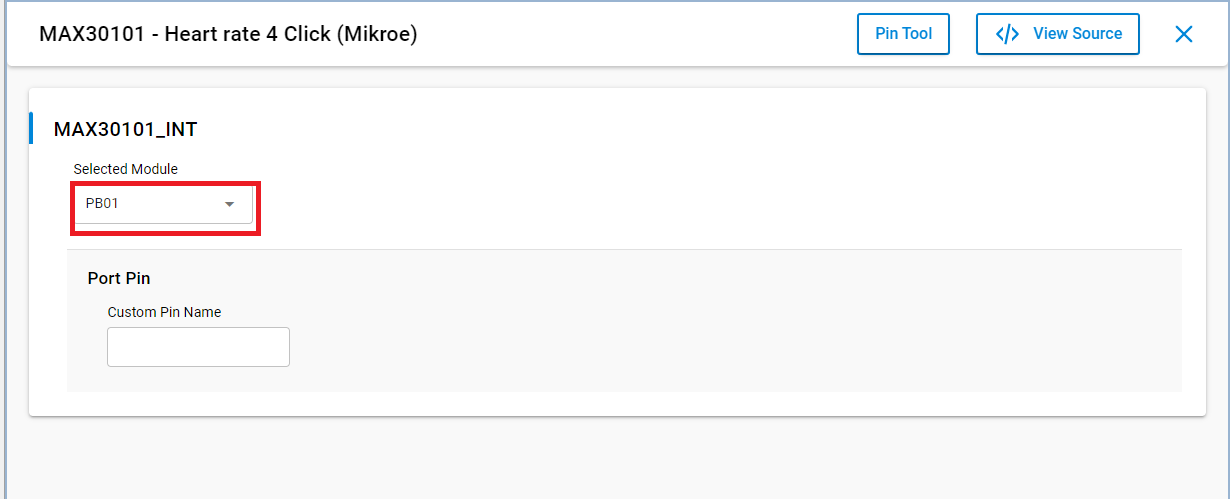 MAX30101 - Heart rate 4 Click (Mikroe)
Pin Tool
</> View Source
MAX30101_INT
Selected Module
PB01
Port Pin
Custom Pin Name